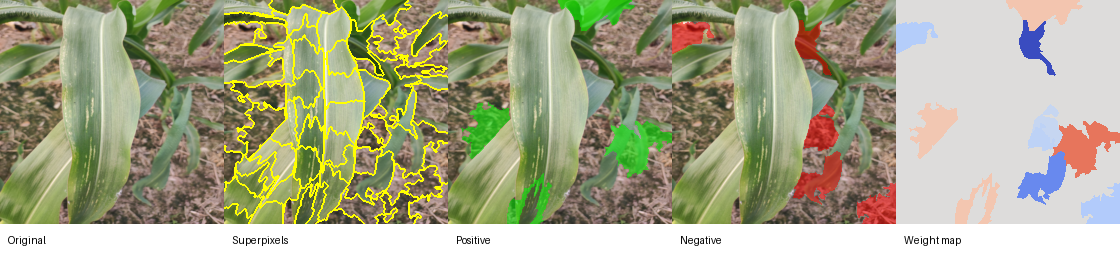 Original
Superpixels
Positive
Negative
Weight map